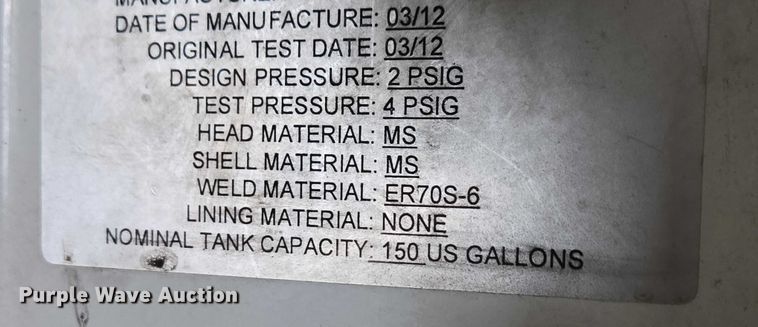 MANUFACTURER:
DATE OF MANUFACTURE: 03/12
ORIGINAL TEST DATE: 03/12
DESIGN PRESSURE: 2 PSIG
TEST PRESSURE: 4 PSIG
HEAD MATERIAL: MS
SHELL MATERIAL: MS
WELD MATERIAL: ER70S-6
LINING MATERIAL: NONE
NOMINAL TANK CAPACITY: 150 US GALLONS
Purple Wave Auction